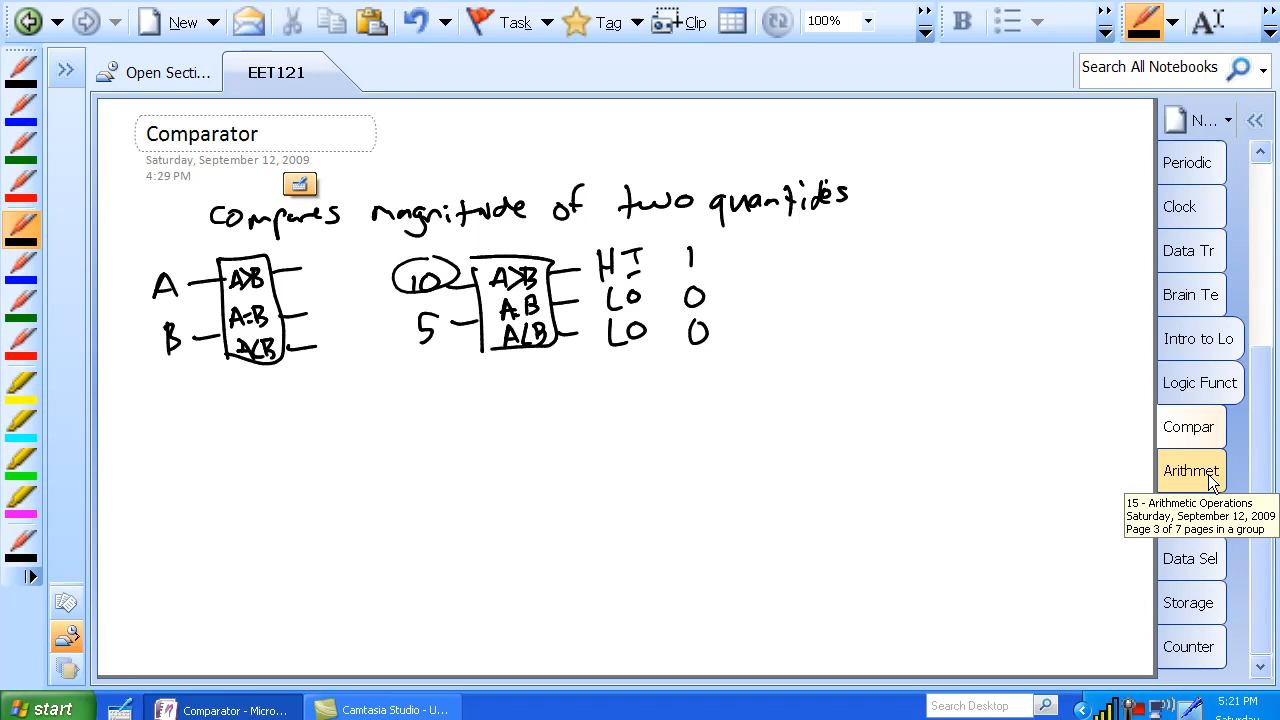 New Task Tag Clip 100% B A
Open Secti... EET121 Search All Notebooks
Comparator N...
Saturday, September 12, 2009
4:29 PM
Periodic
Clock
Data Tr
Brain Te
Intro to Lo
Logic Funct
Compar
Arithmet
compares magnitude of two quantities
A A>B
A=B
B A<B
10 A>B HI 1
A=B LO 0
5 A<B LO 0
15 - Arithmetic Operations
Saturday, September 12, 2009
Page 3 of 7 pages in a group
Data Sel
Storage
Counter
start Comparator - Micro... Camtasia Studio - U... Search Desktop 5:21 PM
Saturday